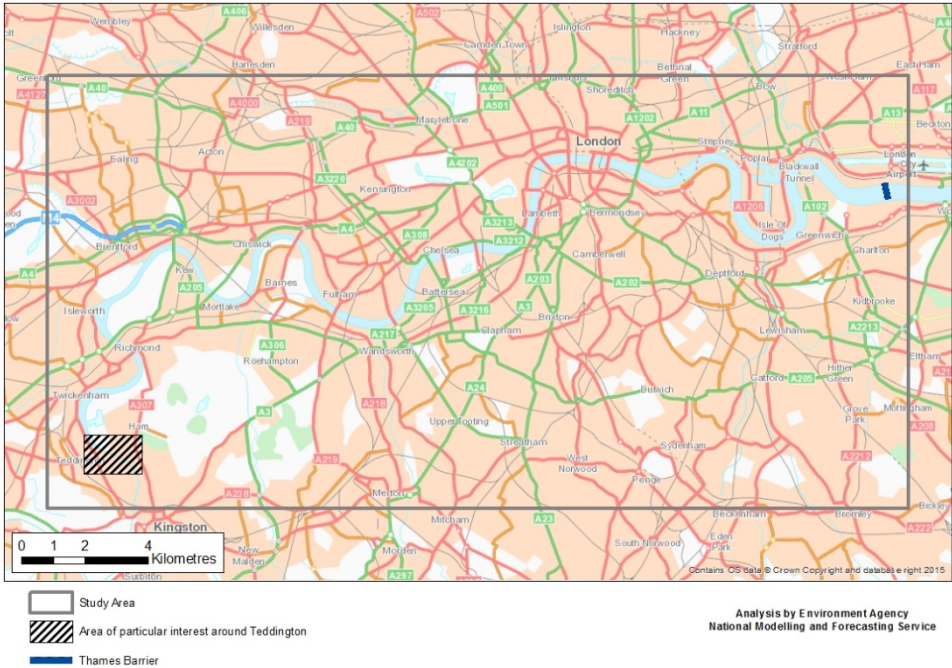 A406
A502
Wembley
Willesden
Islington
Hackney
Camden Town
Stratford
Harlesden
Bethnal
Green
East Ham
A4127
A40
A4000
A219
A400
A501
Shoreditch
Bow
A117
Marylebone
A40
A1202
A11
A13
Beckton
Ealing
Acton
London
Stepney
Poplar
Blackwall
Tunnel
London
City
Airport
A3220
A4202
Kensington
A3002
A4
A308
A3213
A3212
Lambeth
Bermondsey
A1206
A102
Isle Of
Dogs
Greenwich
Charlton
Brentford
Chiswick
Chelsea
Camberwell
A4
Kew
A205
Barnes
Fulham
Battersea
A3205
A203
A202
Deptford
Kidbrooke
Isleworth
Mortlake
A3216
A3
Brixton
A217
Clapham
Lewisham
A2213
Richmond
A306
Roehampton
Wandsworth
Eltham
Twickenham
A307
A3
A218
A24
Dulwich
Catford
A205
Hither
Green
Mottingham
Ham
Upper Tooting
Grove
Park
A208
Streatham
Sydenham
A219
West
Norwood
A2212
Penge
A238
Merton
Kingston
Mitcham
A23
Beckenham
Bromley
Bickley
A222
New
Malden
Morden
South Norwood
Eden
Park
A297
Surbiton
0 1 2 4
Kilometres
Contains OS data © Crown Copyright and database right 2015
Study Area
Area of particular interest around Teddington
Thames Barrier
Analysis by Environment Agency
National Modelling and Forecasting Service